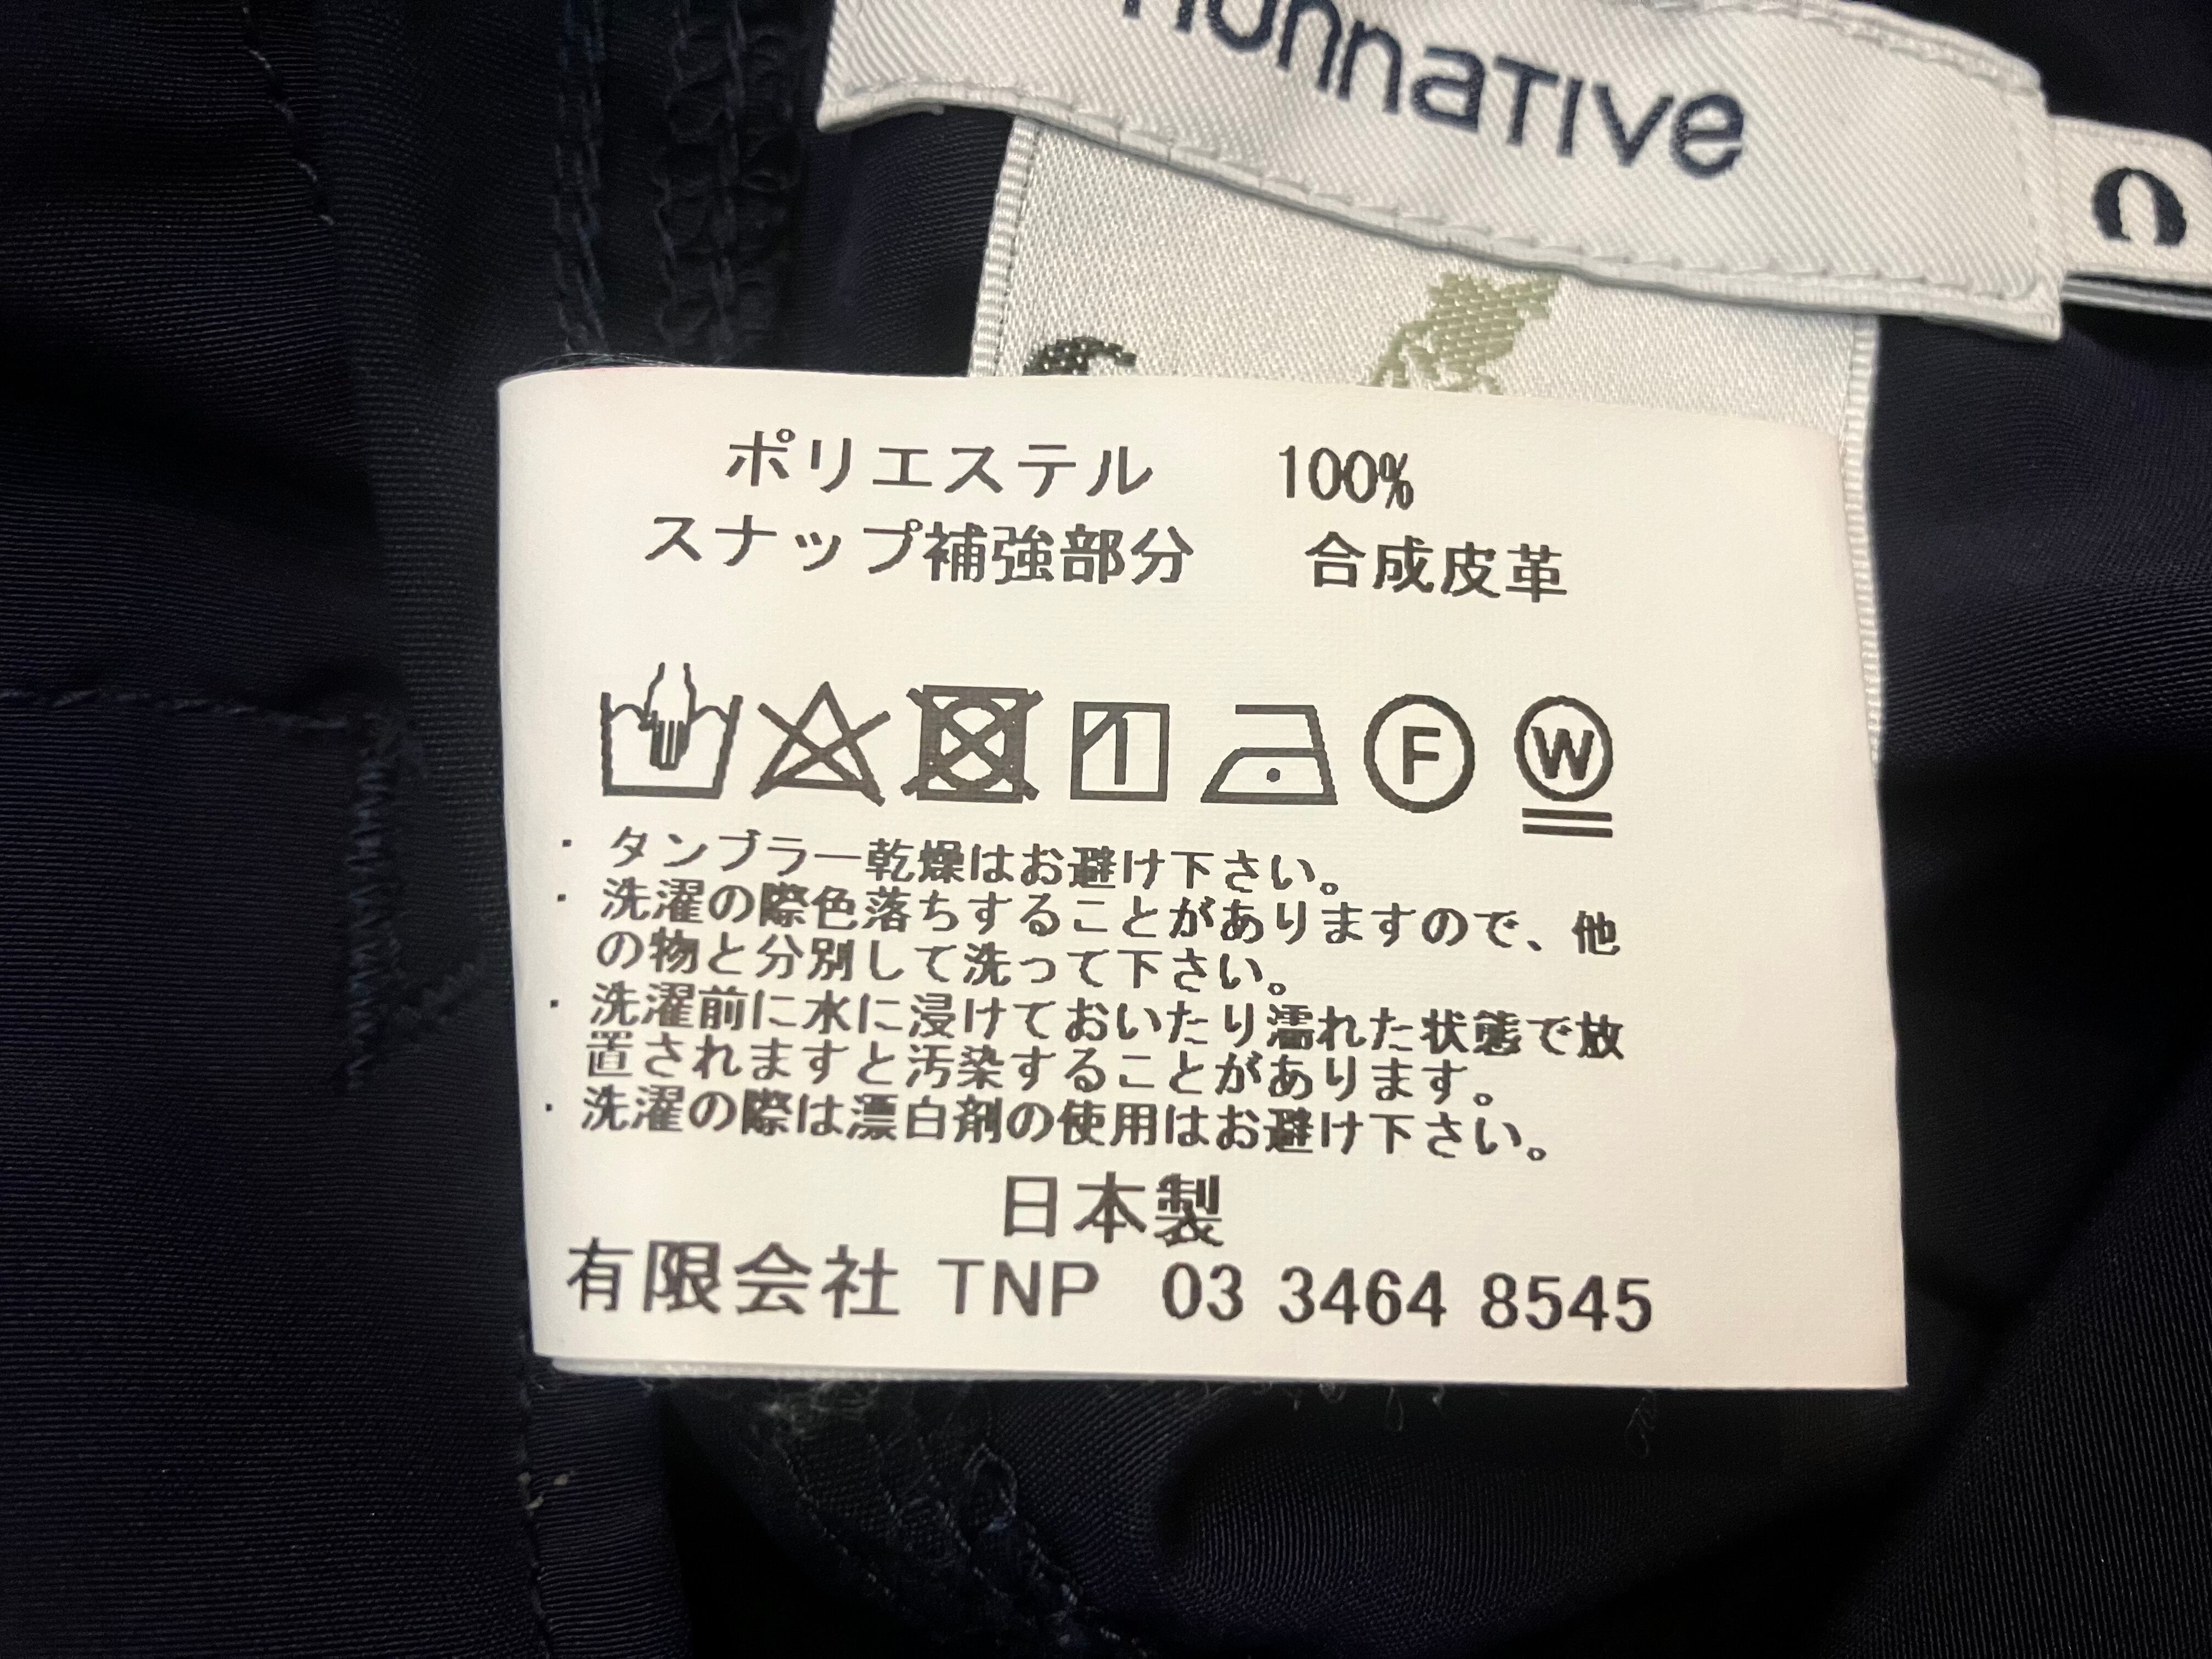 nonnative
ポリエステル 100%
スナップ補強部分 合成皮革
F W
・タンブラー乾燥はお避け下さい。
・洗濯の際色落ちすることがありますので、他
の物と分別して洗って下さい。
・洗濯前に水に浸けておいたり濡れた状態で放
置されますと汚染することがあります。
・洗濯の際は漂白剤の使用はお避け下さい。
日本製
有限会社 TNP 03 3464 8545